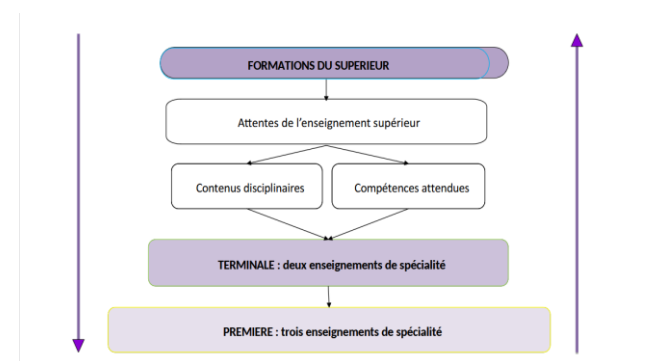 FORMATIONS DU SUPERIEUR
Attentes de l'enseignement supérieur
Contenus disciplinaires
Compétences attendues
TERMINALE : deux enseignements de spécialité
PREMIERE : trois enseignements de spécialité